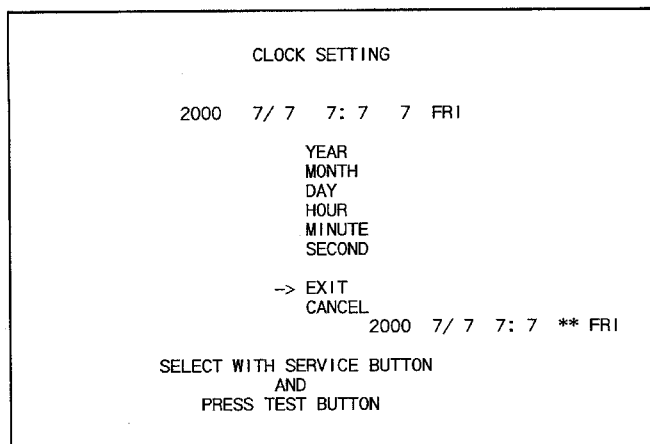 CLOCK SETTING
2000 7/ 7 7: 7 7 FRI
YEAR
MONTH
DAY
HOUR
MINUTE
SECOND
-> EXIT
CANCEL
2000 7/ 7 7: 7 ** FRI
SELECT WITH SERVICE BUTTON
AND
PRESS TEST BUTTON